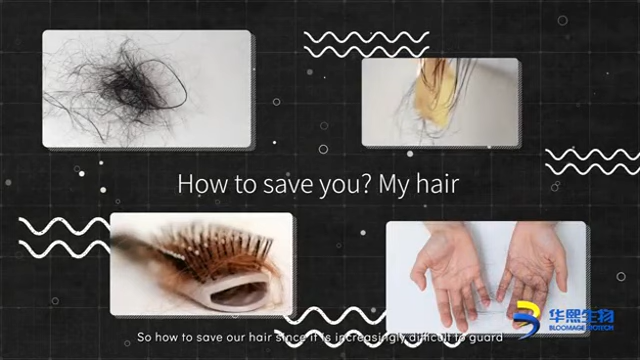 How to save you? My hair
华熙生物
BLOOMAGE BIOTECH
So how to save our hair since it is increasingly difficult to guard